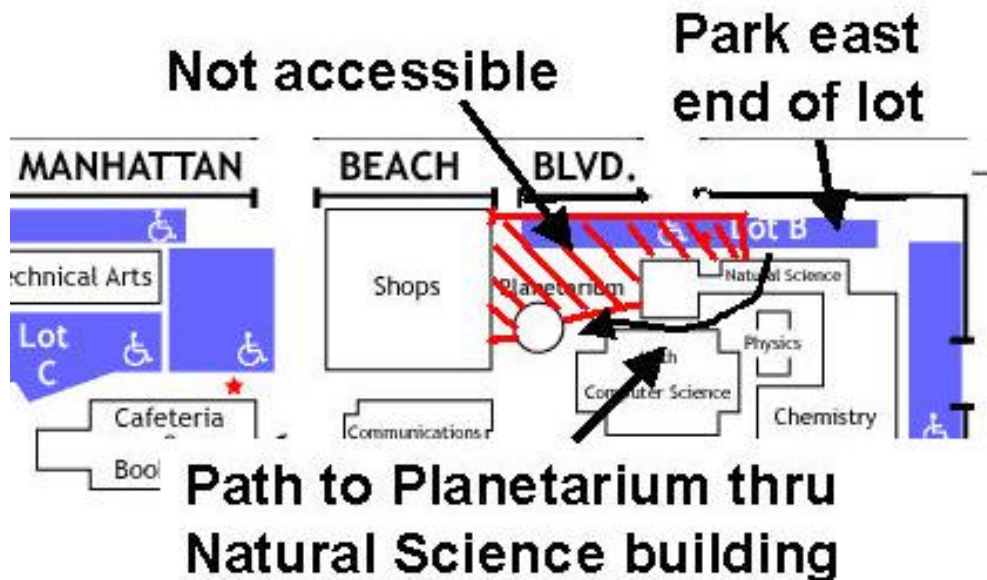 Park east
Not accessible
end of lot
MANHATTAN BEACH BLVD.
Lot B
echnical Arts
Shops
Planetarium
Natural Science
Lot
C
Physics
Computer Science
Cafeteria
Communications
Chemistry
Path to Planetarium thru
Natural Science building